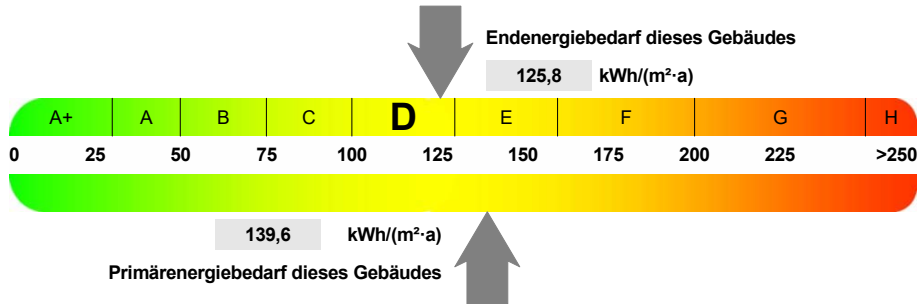 Endenergiebedarf dieses Gebäudes
125,8 kWh/(m²·a)
A+ A B C D E F G H
0 25 50 75 100 125 150 175 200 225 >250
139,6 kWh/(m²·a)
Primärenergiebedarf dieses Gebäudes